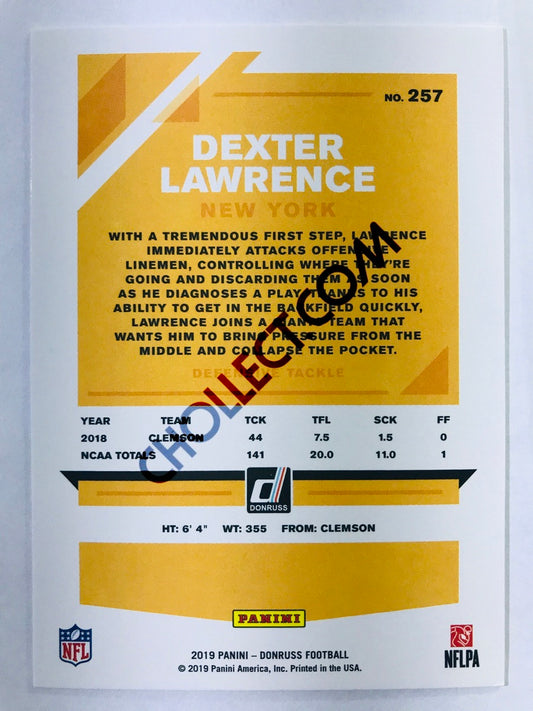 NO. 257
DEXTER
LAWRENCE
NEW YORK
WITH A TREMENDOUS FIRST STEP, LAWRENCE
IMMEDIATELY ATTACKS OFFENSIVE
LINEMEN, CONTROLLING WHERE THEY'RE
GOING AND DISCARDING THEM AS SOON
AS HE DIAGNOSES A PLAY. THANKS TO HIS
ABILITY TO GET IN THE BACKFIELD QUICKLY,
LAWRENCE JOINS A GIANTS TEAM THAT
WANTS HIM TO BRING PRESSURE FROM THE
MIDDLE AND COLLAPSE THE POCKET.
DEFENSIVE TACKLE
CHOLLECT.COM
YEAR TEAM TCK TFL SCK FF
2018 CLEMSON 44 7.5 1.5 0
NCAA TOTALS 141 20.0 11.0 1
d
DONRUSS
HT: 6' 4" WT: 355 FROM: CLEMSON
PANINI
NFL
NFLPA
2019 PANINI – DONRUSS FOOTBALL
© 2019 Panini America, Inc. Printed in the USA.